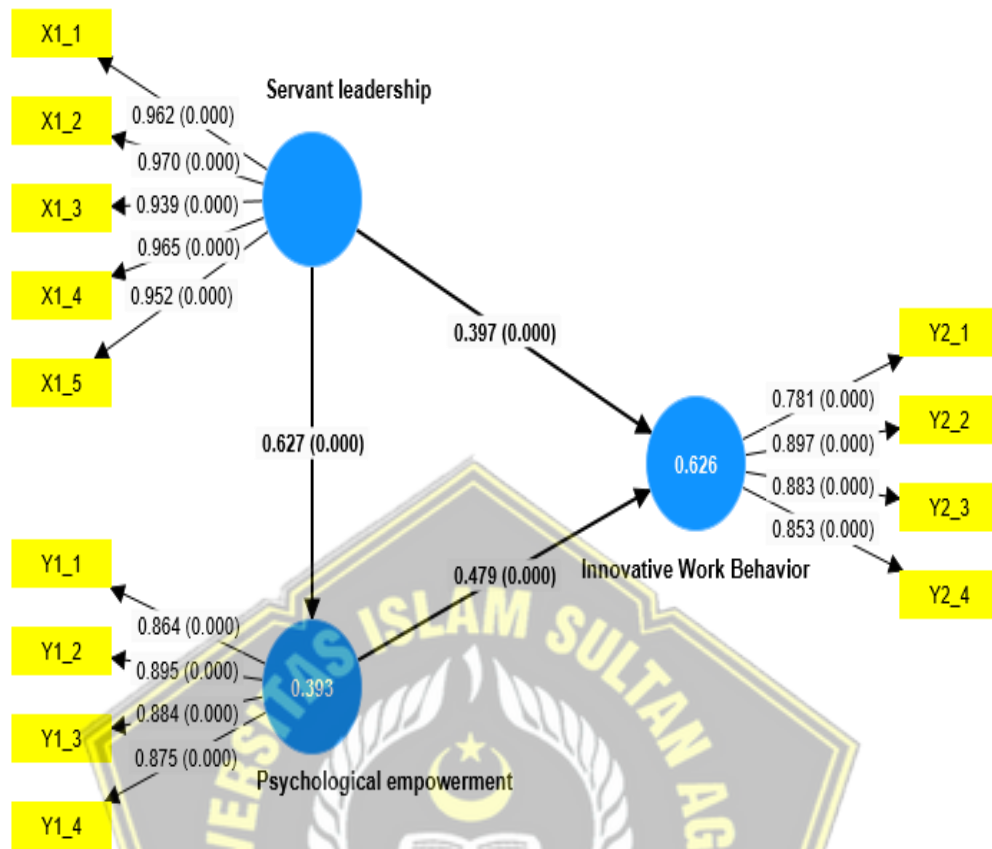 X1_1
X1_2
X1_3
X1_4
X1_5
0.962 (0.000)
0.970 (0.000)
0.939 (0.000)
0.965 (0.000)
0.952 (0.000)
Servant leadership
0.397 (0.000)
0.627 (0.000)
0.479 (0.000)
Y1_1
Y1_2
Y1_3
Y1_4
0.864 (0.000)
0.895 (0.000)
0.884 (0.000)
0.875 (0.000)
0.393
Psychological empowerment
0.626
Innovative Work Behavior
0.781 (0.000)
0.897 (0.000)
0.883 (0.000)
0.853 (0.000)
Y2_1
Y2_2
Y2_3
Y2_4
ISLAM SULTAN